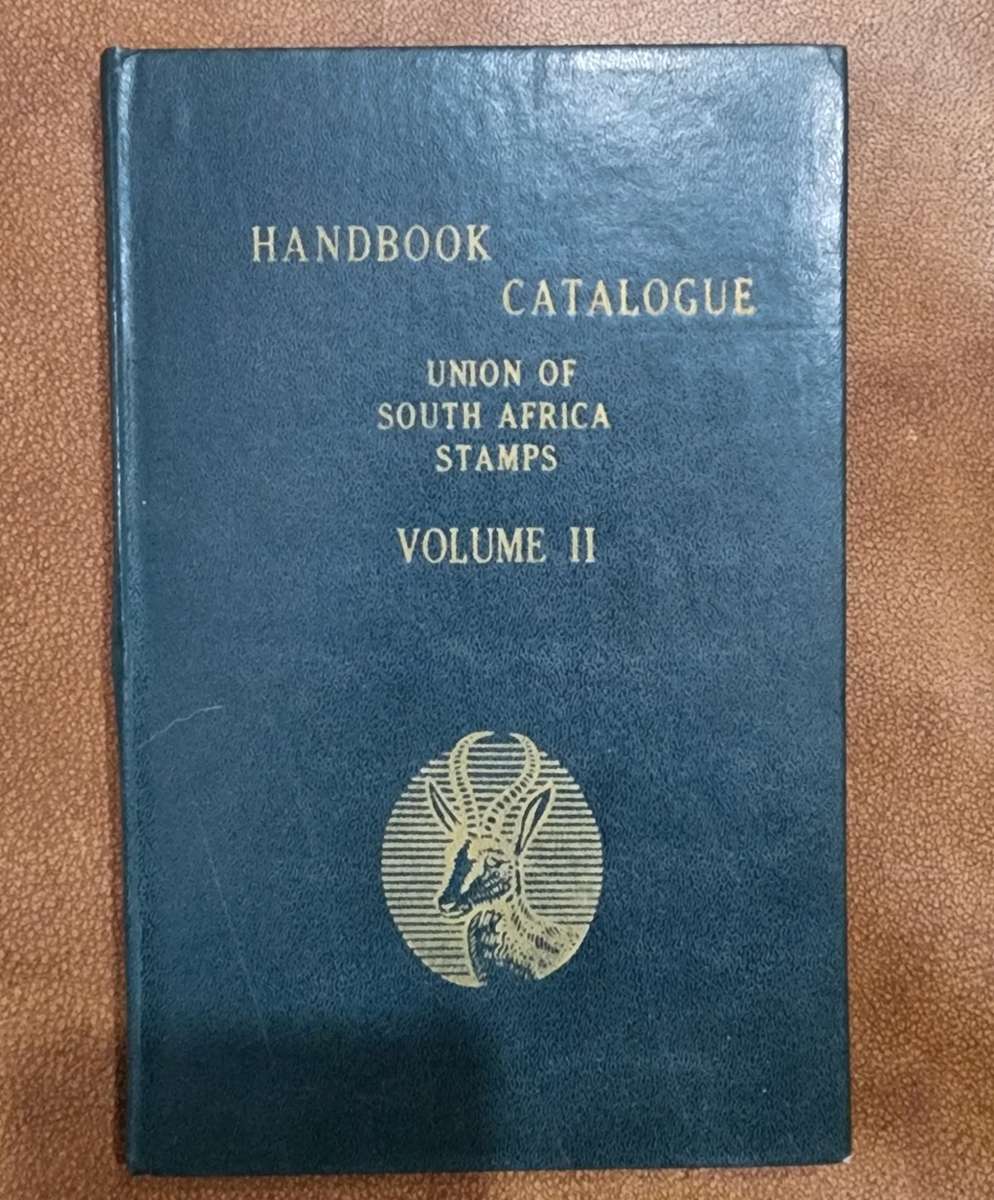 HANDBOOK
CATALOGUE
UNION OF
SOUTH AFRICA
STAMPS
VOLUME II